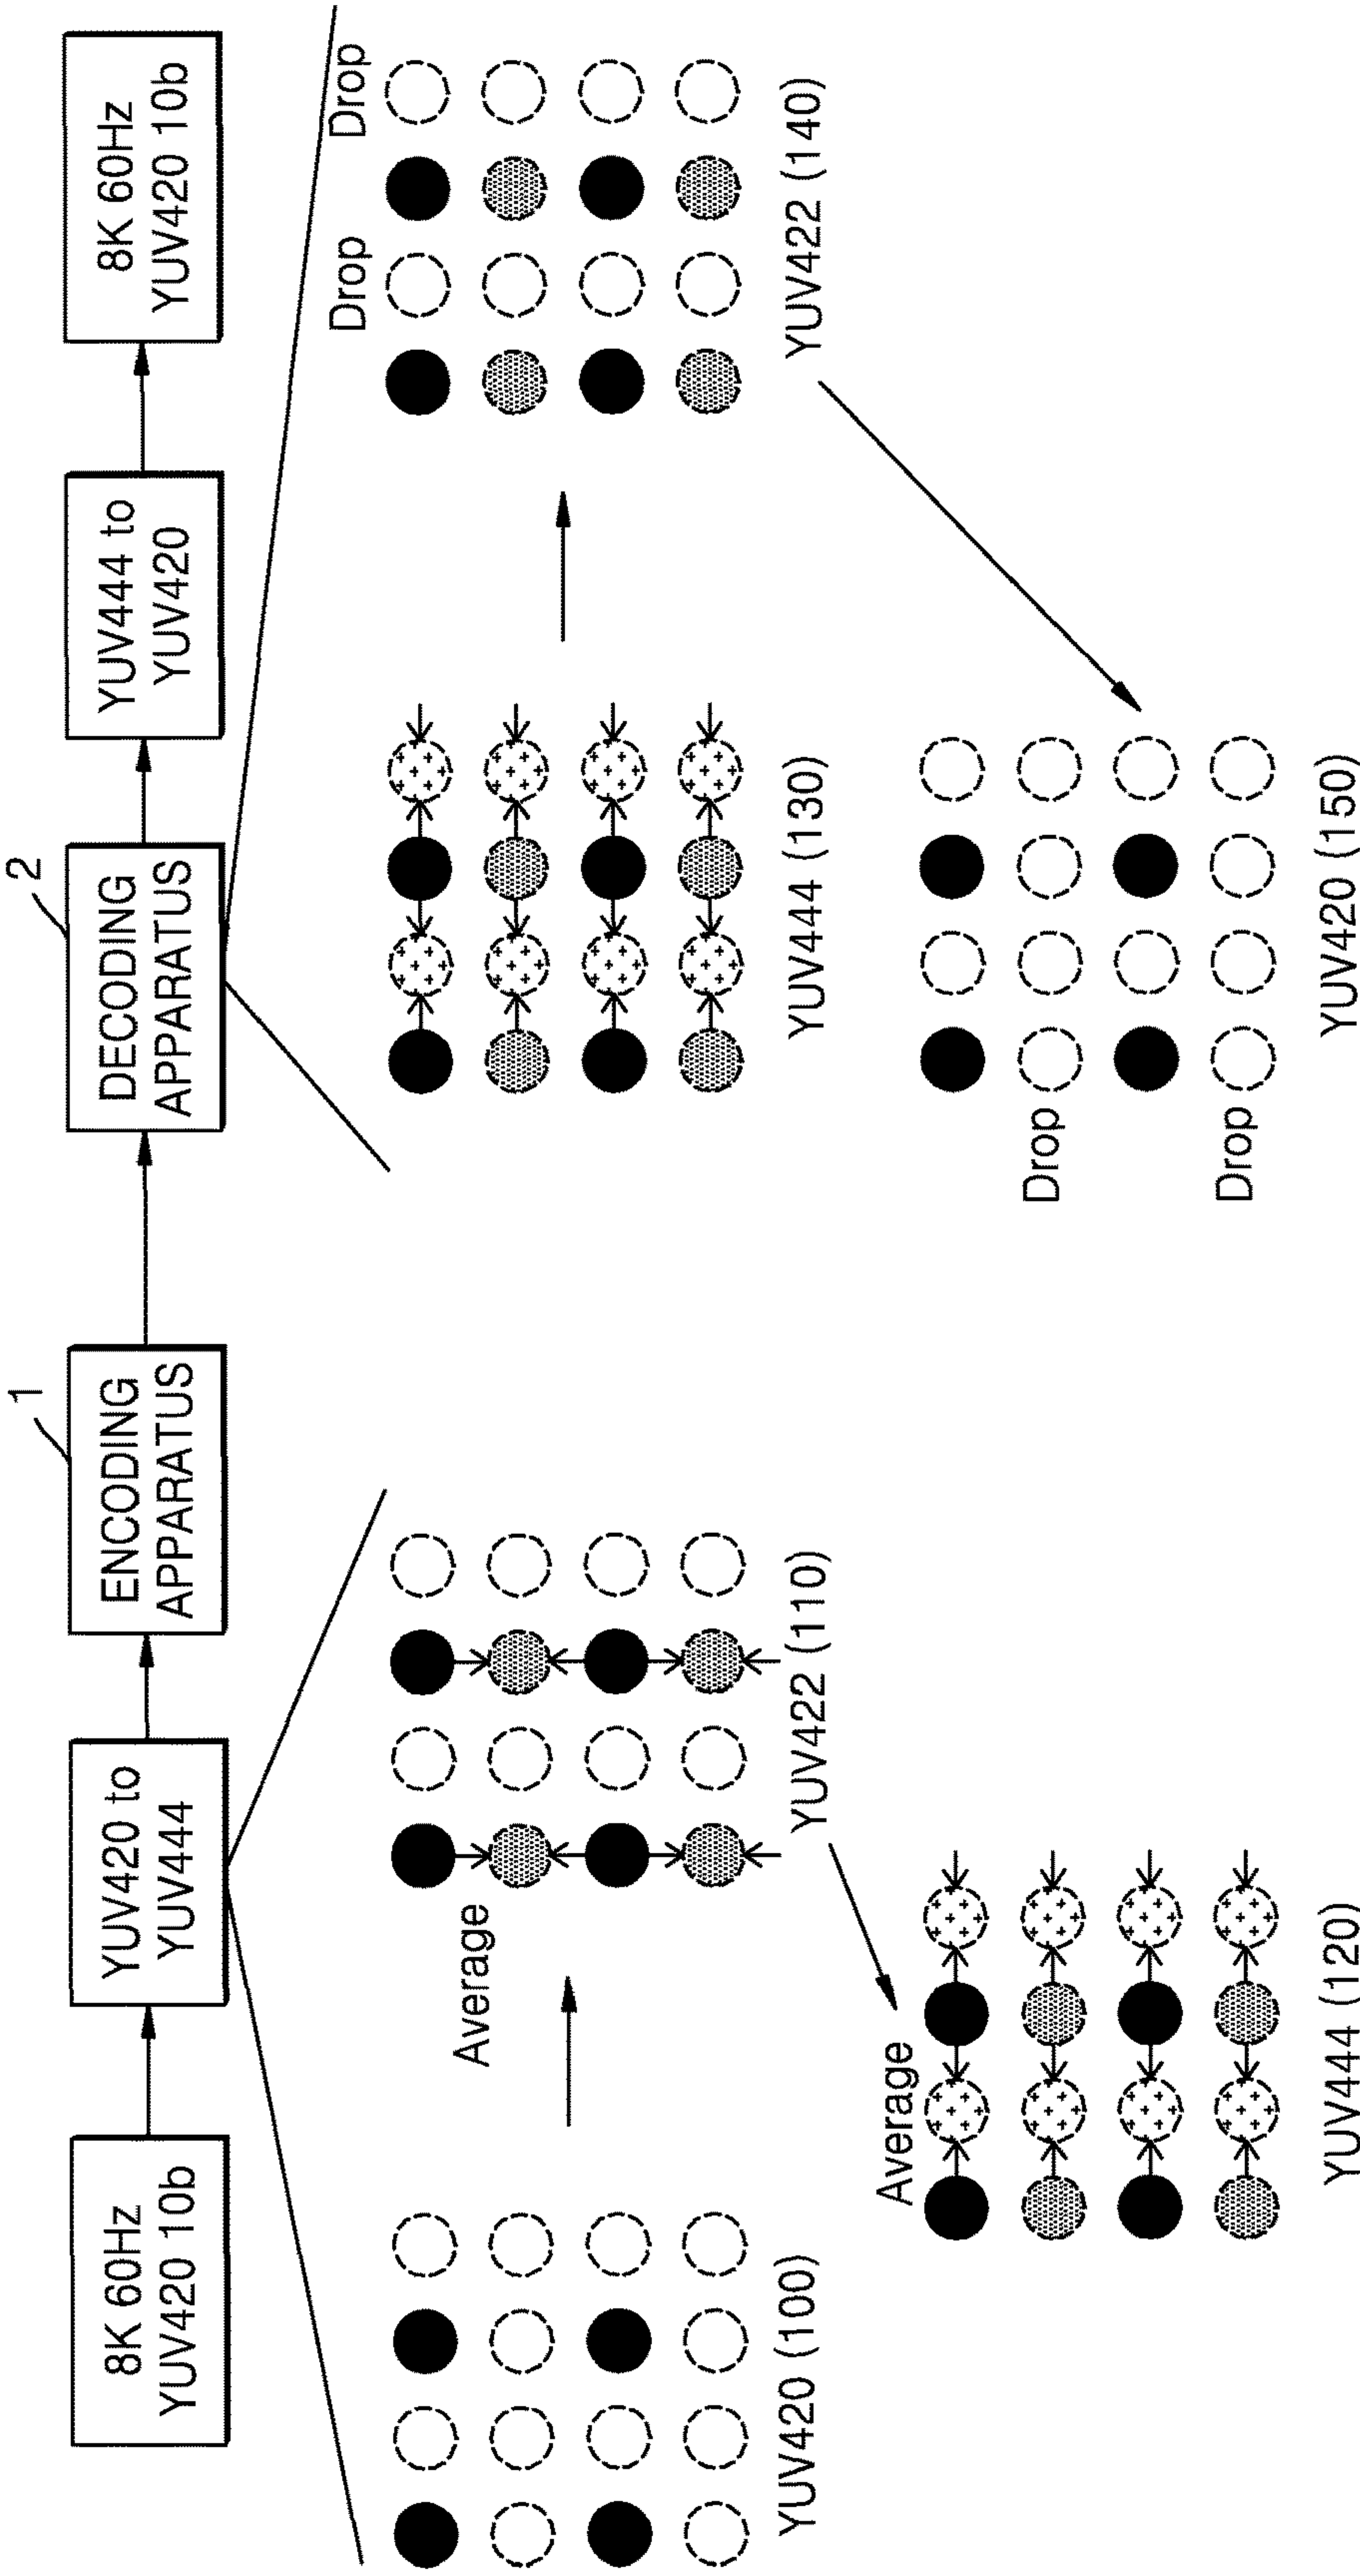 8K 60Hz
YUV420 10b
YUV420 to
YUV444
1
ENCODING
APPARATUS
2
DECODING
APPARATUS
YUV444 to
YUV420
8K 60Hz
YUV420 10b
YUV420 (100)
Average
YUV422 (110)
Average
YUV444 (120)
YUV444 (130)
Drop
Drop
YUV422 (140)
Drop
Drop
YUV420 (150)